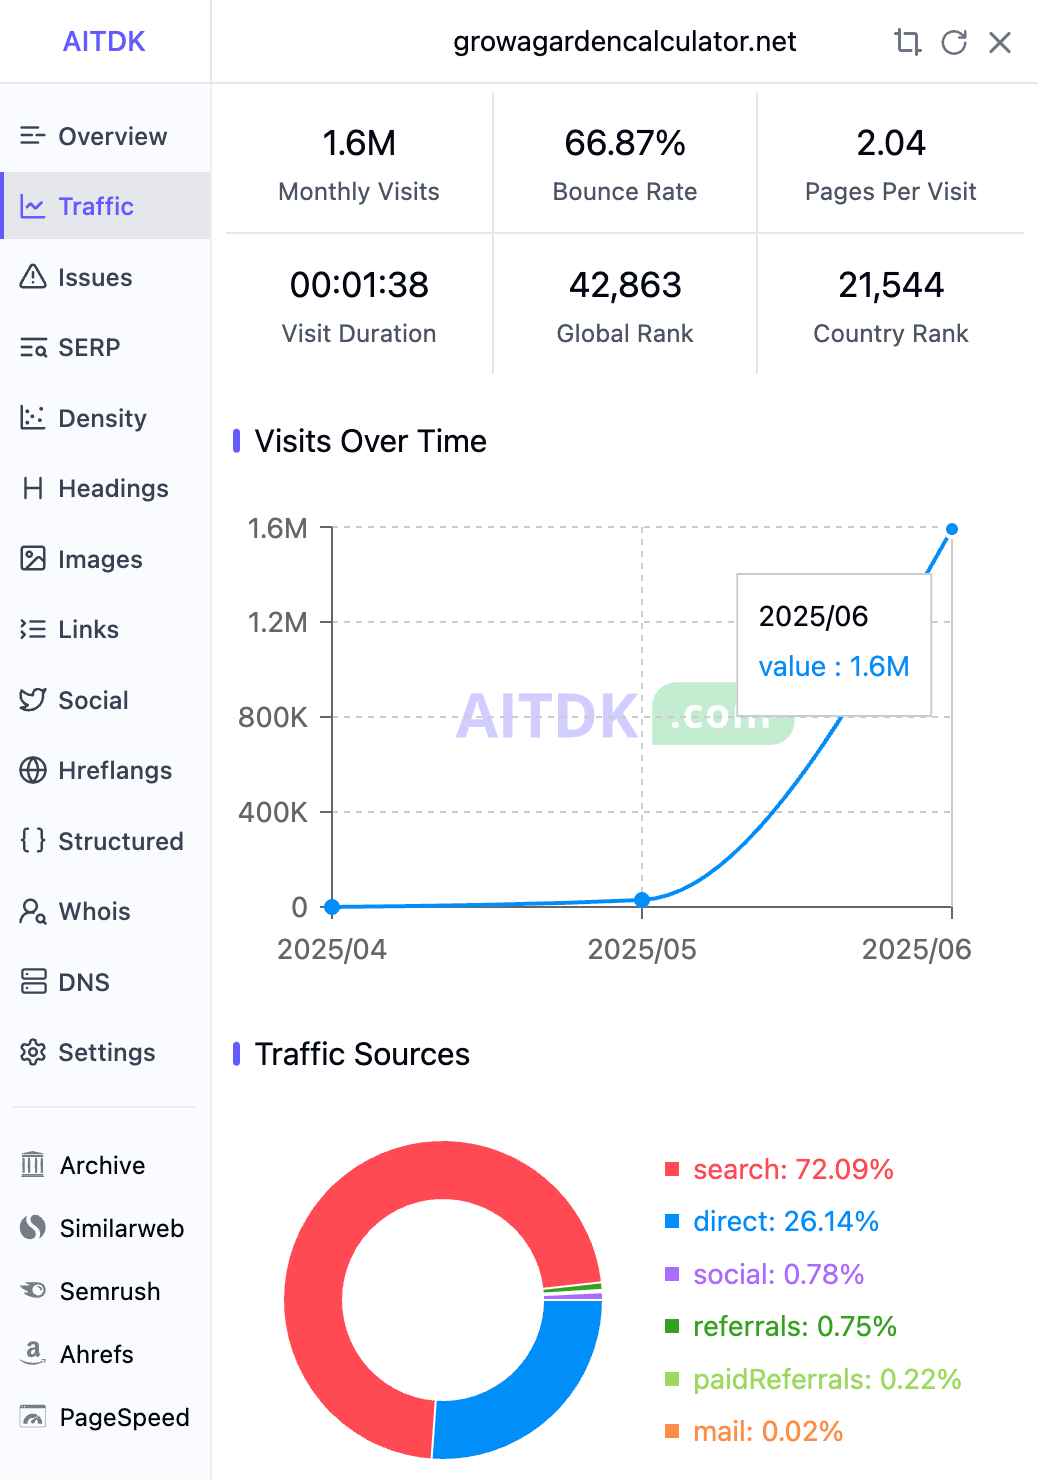 AITDK
growagardencalculator.net
Overview
Traffic
Issues
SERP
Density
Headings
Images
Links
Social
Hreflangs
Structured
Whois
DNS
Settings
Archive
Similarweb
Semrush
Ahrefs
PageSpeed
1.6M
Monthly Visits
66.87%
Bounce Rate
2.04
Pages Per Visit
00:01:38
Visit Duration
42,863
Global Rank
21,544
Country Rank
Visits Over Time
1.6M
1.2M
800K
400K
0
2025/04
2025/05
2025/06
2025/06
value : 1.6M
AITDK .com
Traffic Sources
search: 72.09%
direct: 26.14%
social: 0.78%
referrals: 0.75%
paidReferrals: 0.22%
mail: 0.02%